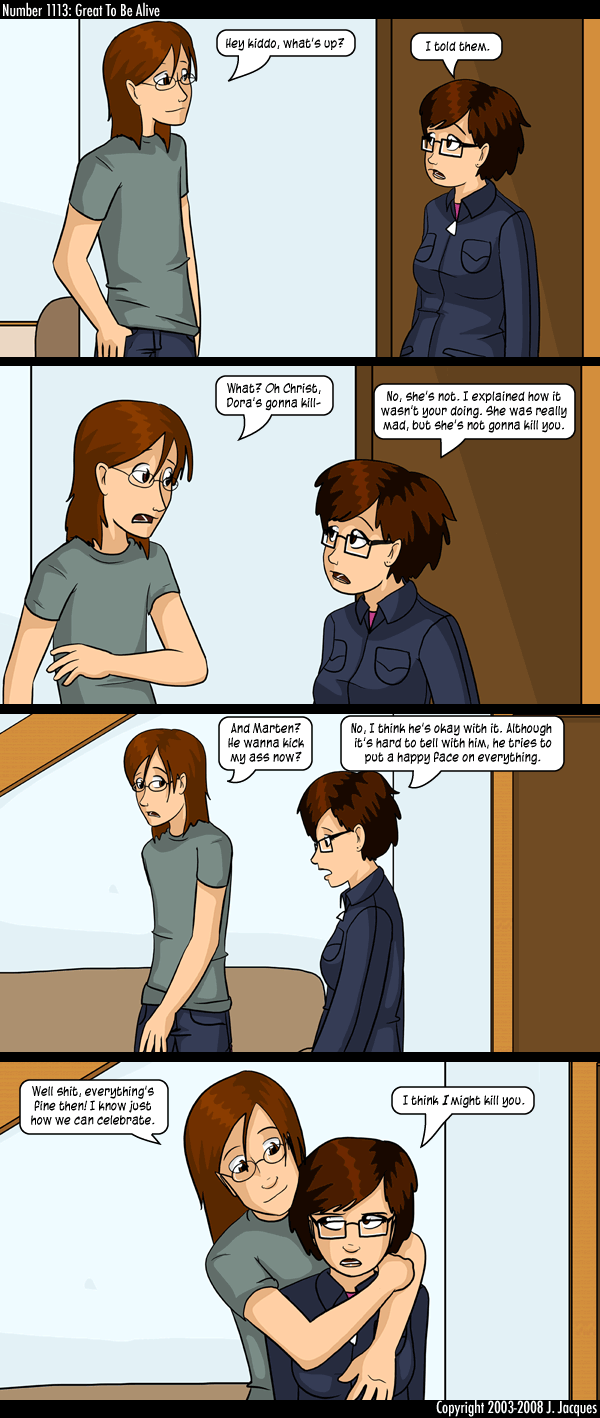 Number 1113: Great To Be Alive
Hey kiddo, what's up?
I told them.
What? Oh Christ,
Dora's gonna kill-
No, she's not. I explained how it
wasn't your doing. She was really
mad, but she's not gonna kill you.
And Marten?
He wanna kick
my ass now?
No, I think he's okay with it. Although
it's hard to tell with him, he tries to
put a happy face on everything.
Well shit, everything's
fine then! I know just
how we can celebrate.
I think I might kill you.
Copyright 2003-2008 J. Jacques